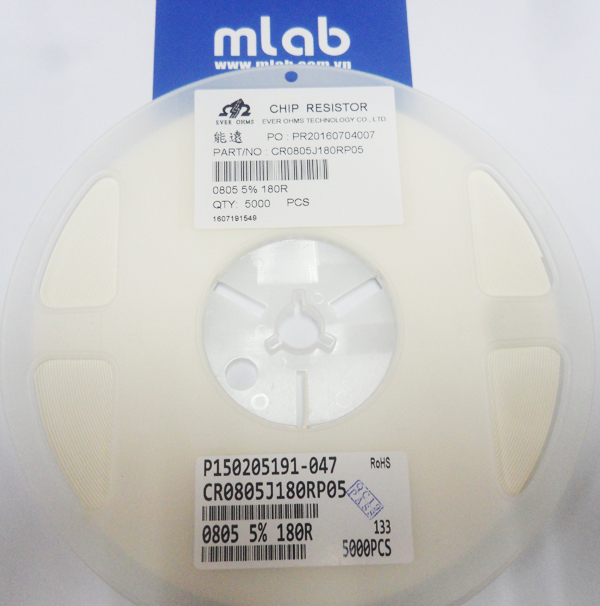 mlab
www.mlab.com.vn
CHIP RESISTOR
EVER OHMS
EVER OHMS TECHNOLOGY CO., LTD
能遠 PO : PR20160704007
PART/NO : CR0805J180RP05
0805 5% 180R
QTY: 5000 PCS
1607191549
P150205191-047 RoHS
CR0805J180RP05
0805 5% 180R 133
5000PCS